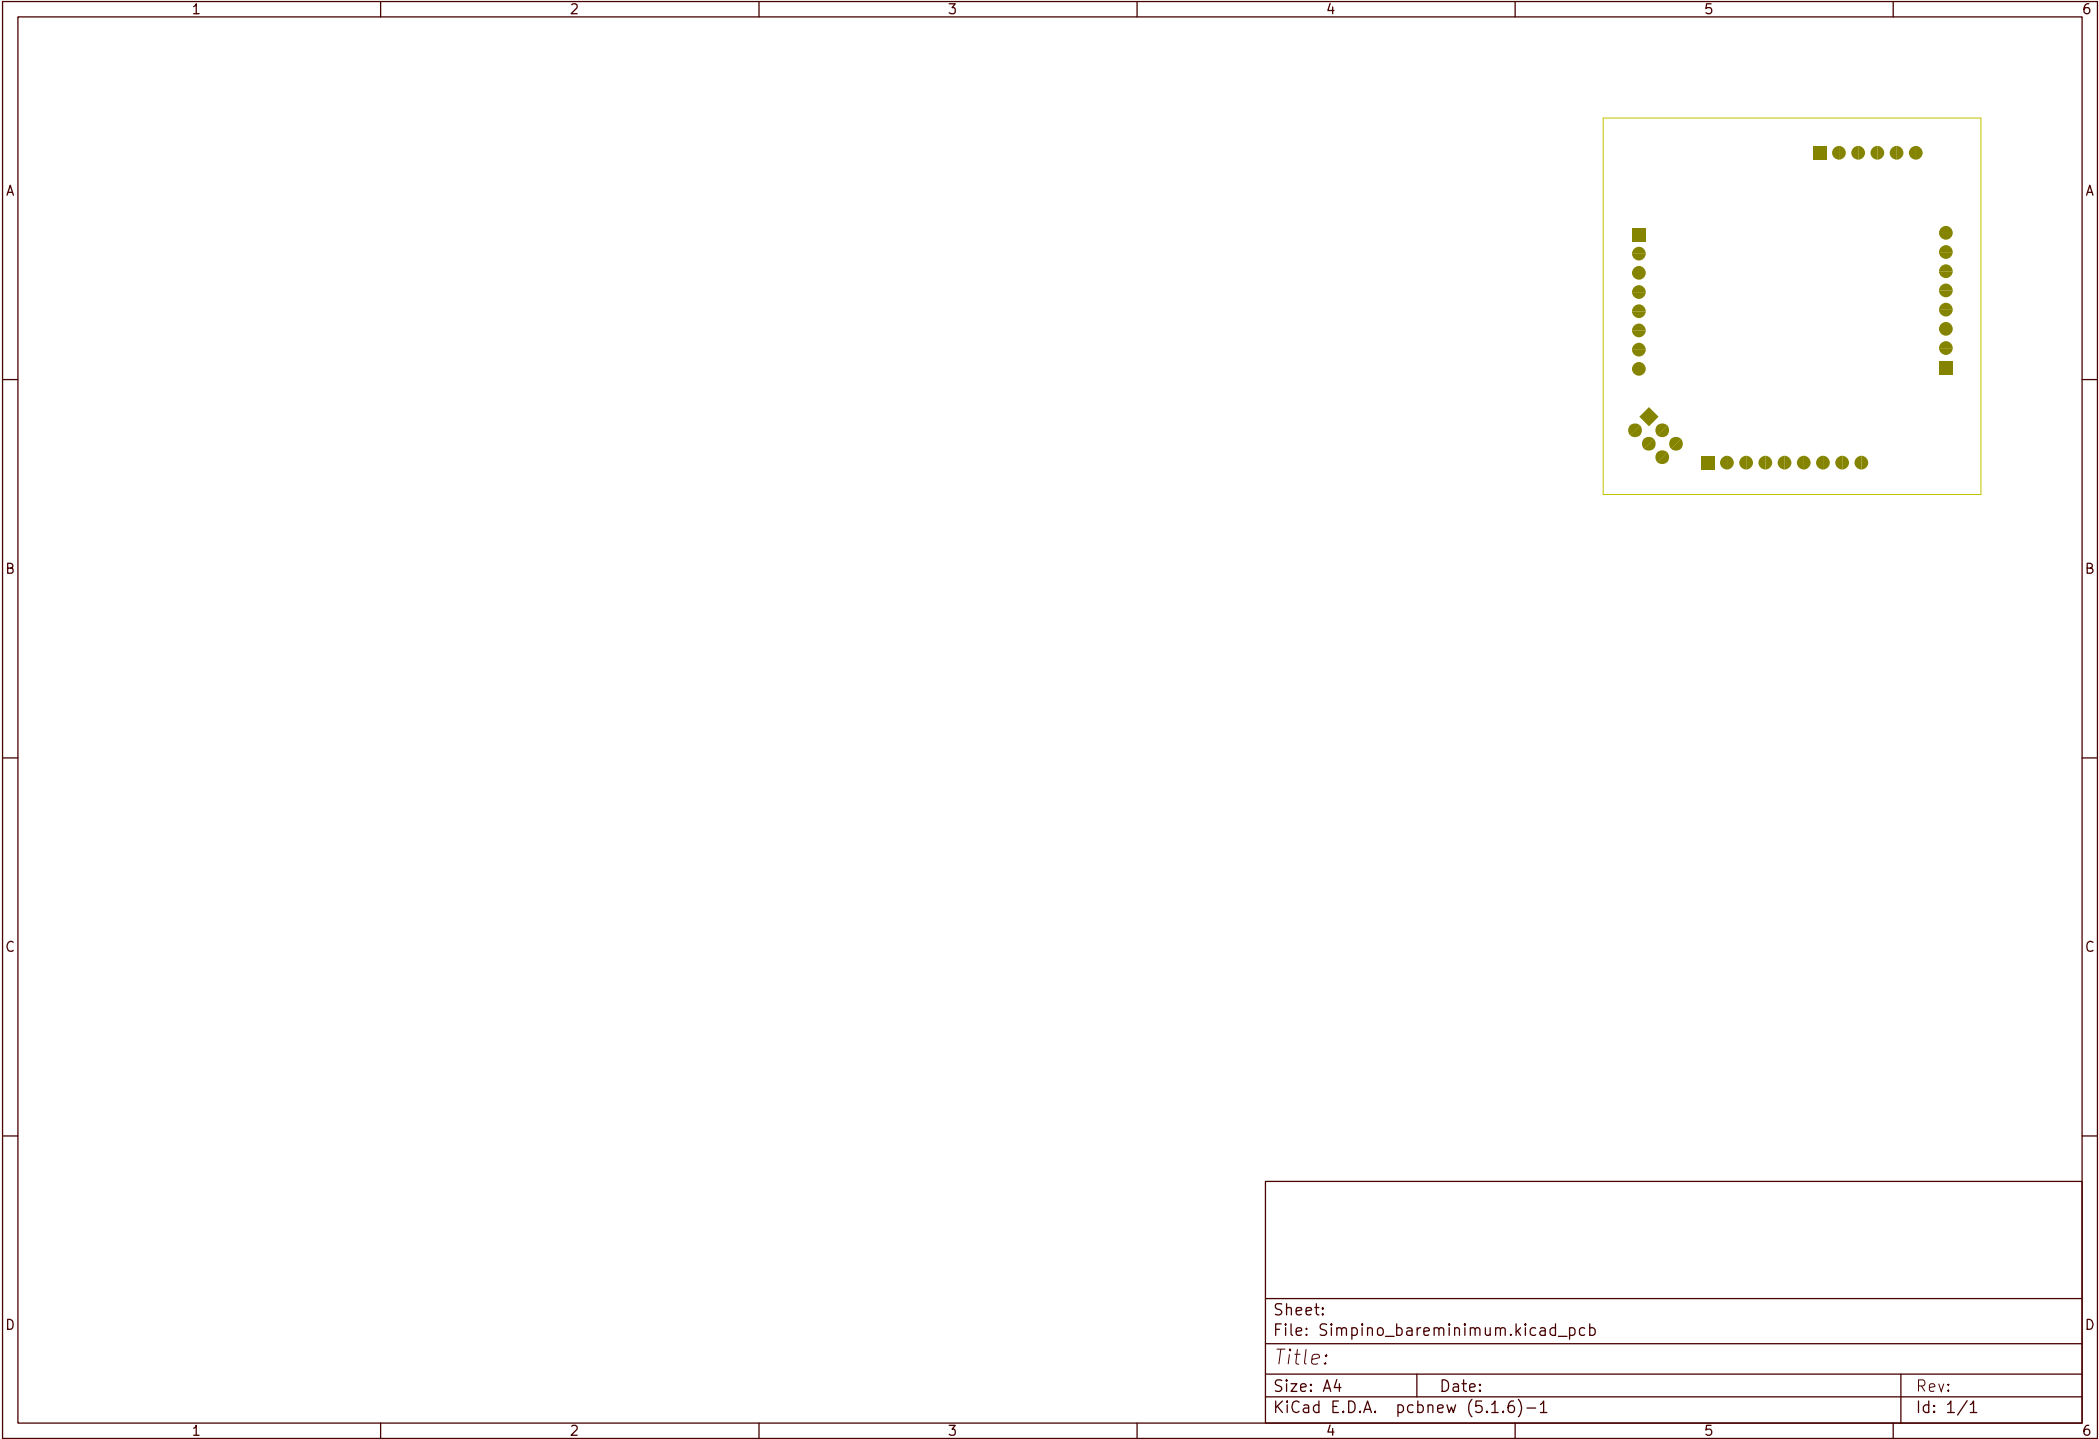 1 2 3 4 5 6
A A
B B
C C
D D
Sheet:
File: Simpino_bareminimum.kicad_pcb
Title:
Size: A4 Date: Rev:
KiCad E.D.A. pcbnew (5.1.6)-1 Id: 1/1
1 2 3 4 5 6